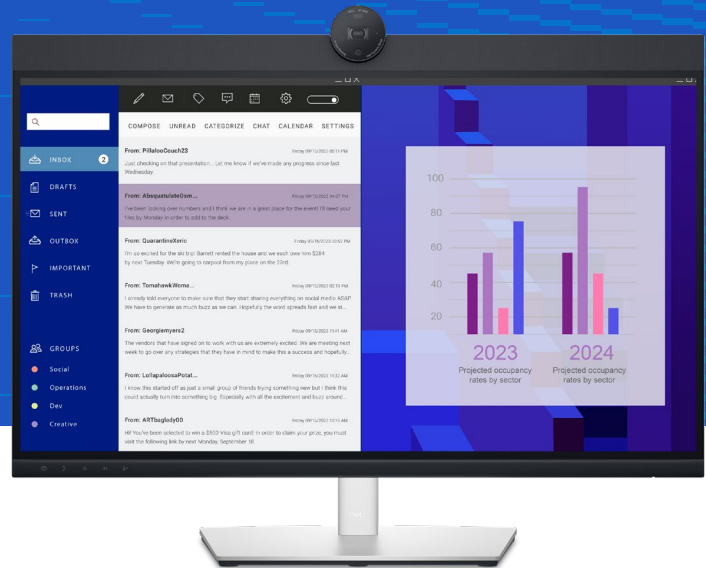 COMPOSE UNREAD CATEGORIZE CHAT CALENDAR SETTINGS
INBOX 2
DRAFTS
SENT
OUTBOX
IMPORTANT
TRASH
GROUPS
Social
Operations
Dev
Creative
From: PillalooCouch23
Just checking on that presentation... Let me know if we've made any progress since last
Wednesday.
From: AbsquatulateOsm...
I've been looking over numbers and I think we are in a great place for the event! I'll need your
files by Monday in order to add to the deck.
From: QuarantineXeric
I'm so excited for the ski trip! Barrett rented the house and we each owe him $284
by next Tuesday. We're going to carpool from my place on the 23rd.
From: TomahawkWoma...
I already told everyone to make sure that they start sharing everything on social media ASAP.
We have to generate as much buzz as we can. Hopefully the word spreads fast and we st...
From: Georgiemyers2
The vendors that have signed on to work with us are extremely excited. We are meeting next
week to go over any strategies that they have in mind to make this a success and hopefully...
From: LollapaloosaPotat...
I know this started off as just a small group of friends trying something new but I think this
could actually turn into something big. Especially with all the excitement and buzz around...
From: ARTbaglady00
Hi! You've been selected to win a $500 Visa gift card! In order to claim your prize, you must
visit the following link by next Monday, September 18.
100
80
60
40
20
2023
Projected occupancy
rates by sector
2024
Projected occupancy
rates by sector